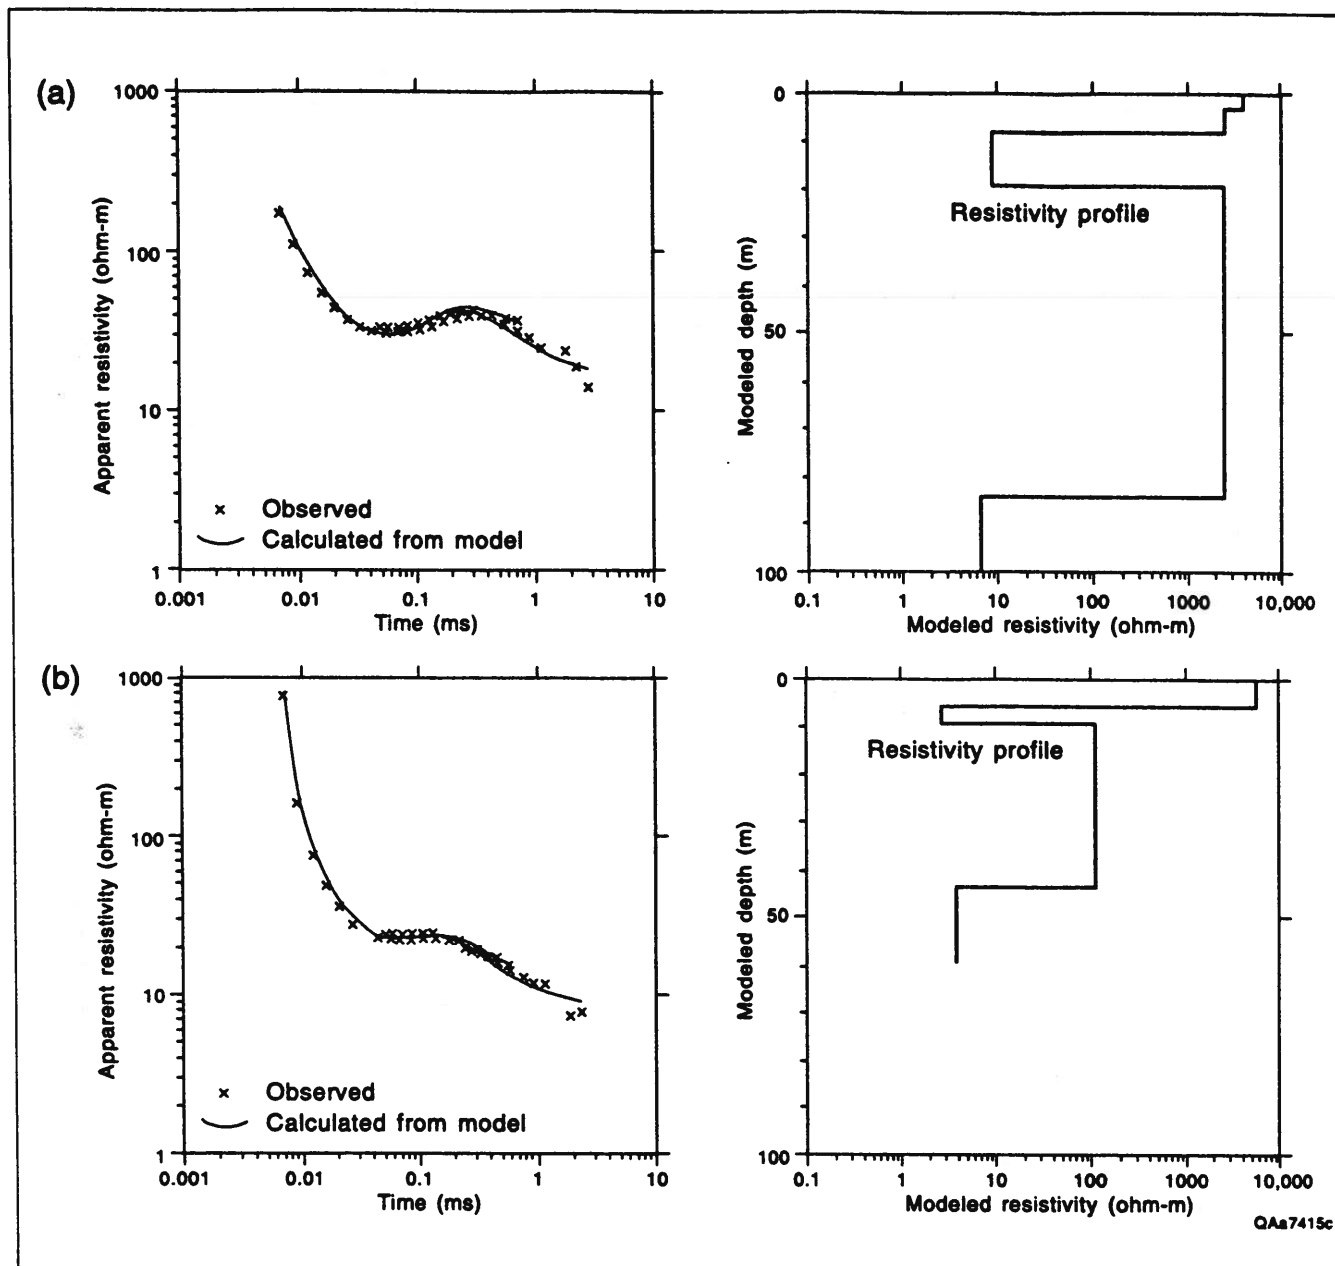 (a)
1000
100
10
1
Apparent resistivity (ohm-m)
× Observed
Calculated from model
0.001 0.01 0.1 1 10
Time (ms)
0
50
100
Modeled depth (m)
Resistivity profile
0.1 1 10 100 1000 10,000
Modeled resistivity (ohm-m)
(b)
1000
100
10
1
Apparent resistivity (ohm-m)
× Observed
Calculated from model
0.001 0.01 0.1 1 10
Time (ms)
0
50
100
Modeled depth (m)
Resistivity profile
0.1 1 10 100 1000 10,000
Modeled resistivity (ohm-m)
QAa7415c